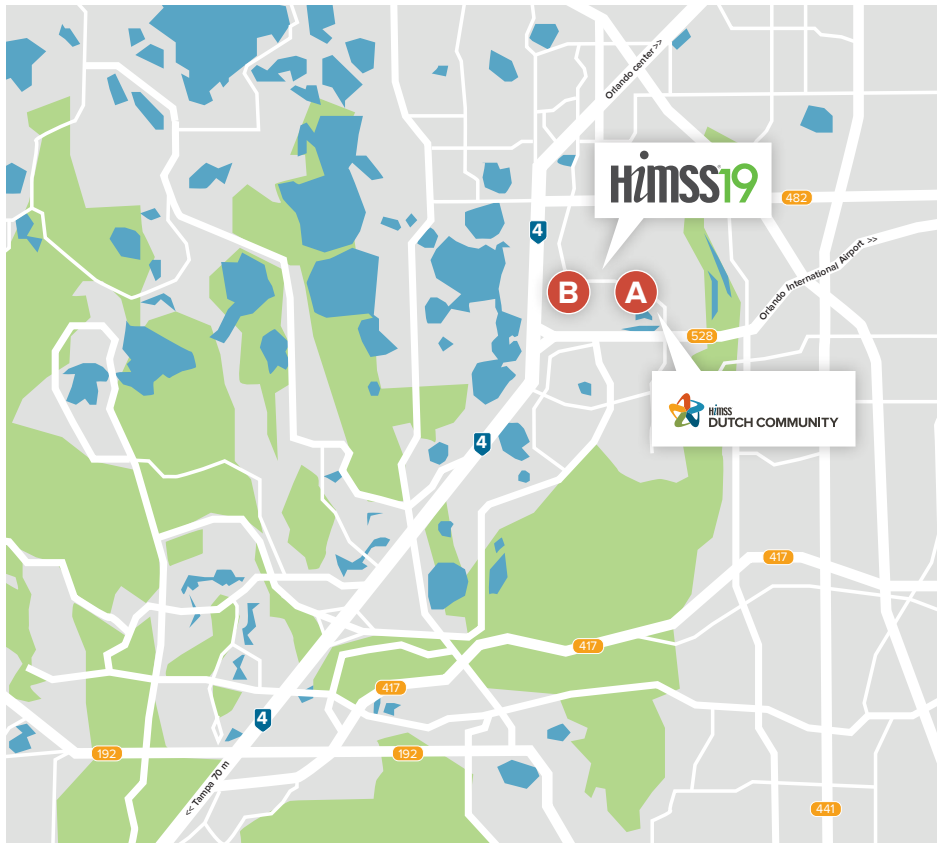 Orlando center >>
HiMSS19
482
4
Orlando International Airport >>
B
A
528
HiMSS
DUTCH COMMUNITY
4
417
417
417
4
192
192
<< Tampa 70 m
441